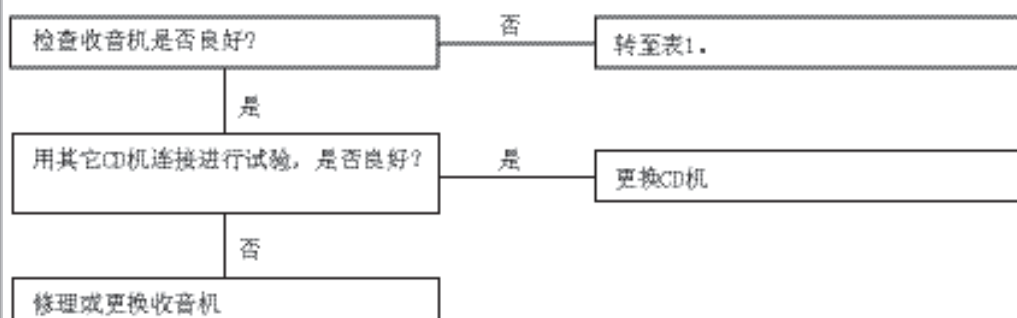 检查收音机是否良好?
否
转至表1.
是
用其它CD机连接进行试验，是否良好?
是
更换CD机
否
修理或更换收音机